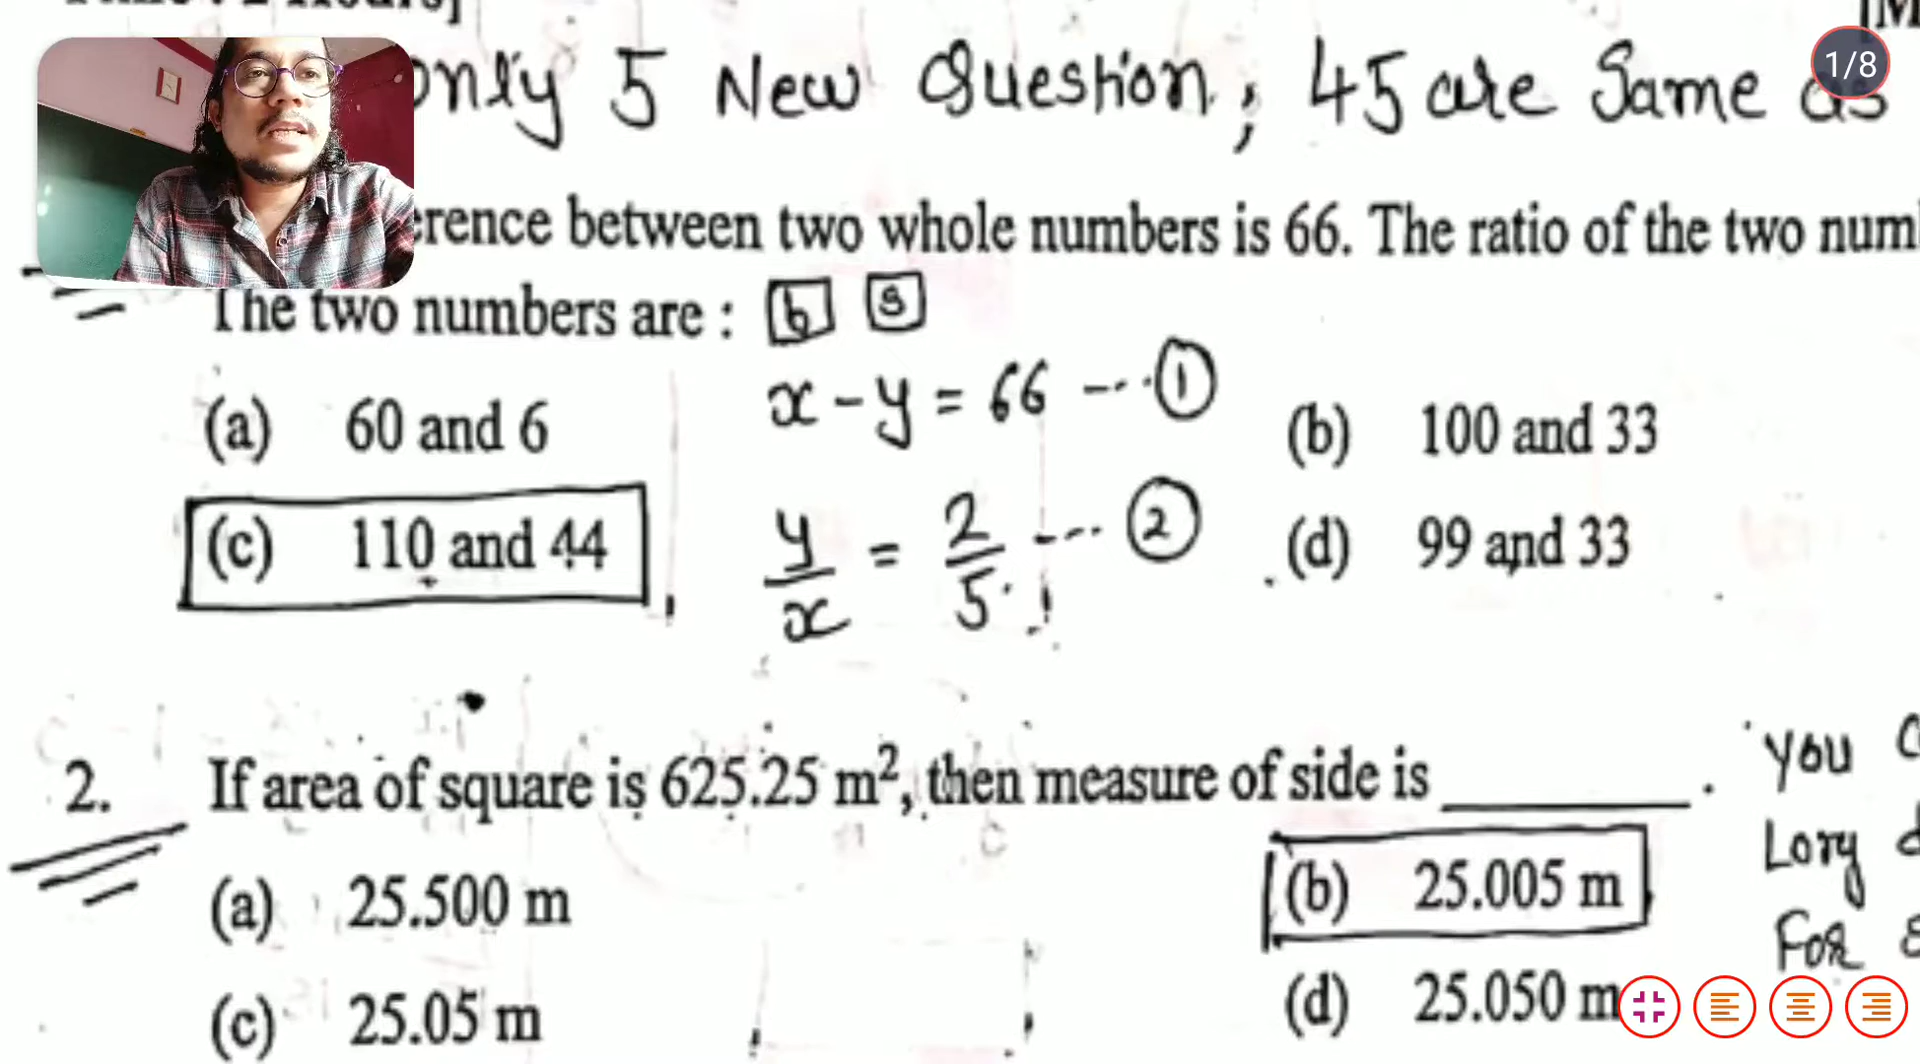 1/8
only 5 New Question, 45 are Same as
erence between two whole numbers is 66. The ratio of the two num
The two numbers are : b s
x - y = 66 --- 1
(a) 60 and 6 (b) 100 and 33
(c) 110 and 44 y/x = 2/5 --- 2 (d) 99 and 33
2. If area of square is 625.25 m², then measure of side is ________ .
you
(a) 25.500 m (b) 25.005 m
For
(c) 25.05 m (d) 25.050 m